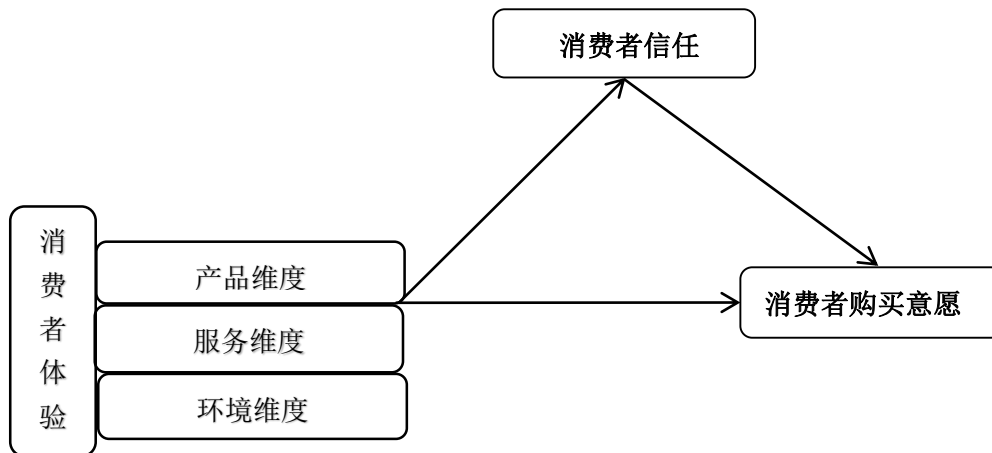 消费者信任
消费者体验
产品维度
服务维度
环境维度
消费者购买意愿